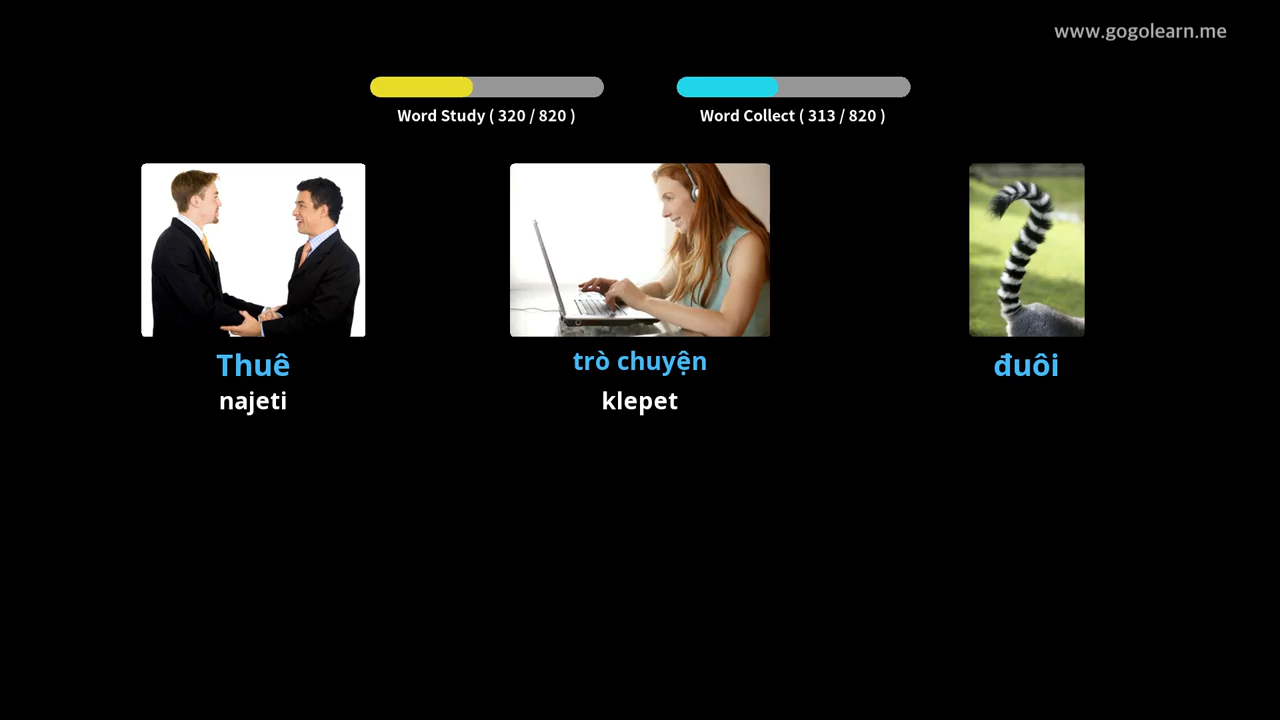 www.gogolearn.me
Word Study ( 320 / 820 )
Word Collect ( 313 / 820 )
Thuê
trò chuyện
đuôi
najeti
klepet